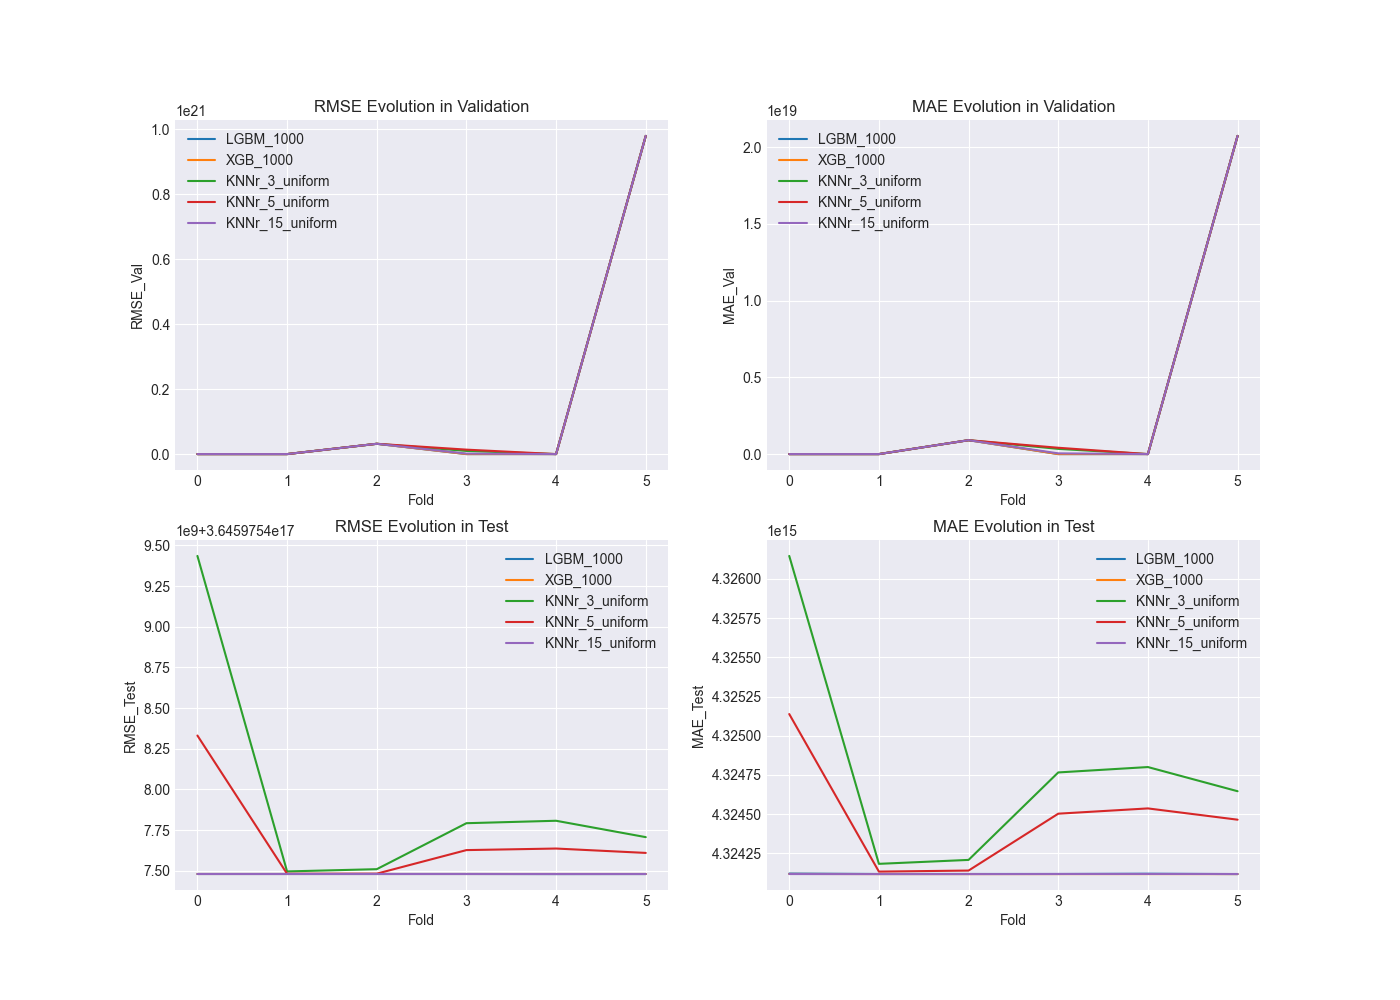 RMSE Evolution in Validation
1e21
1.0
0.8
0.6
0.4
0.2
0.0
RMSE_Val
LGBM_1000
XGB_1000
KNNr_3_uniform
KNNr_5_uniform
KNNr_15_uniform
0 1 2 3 4 5
Fold
MAE Evolution in Validation
1e19
2.0
1.5
1.0
0.5
0.0
MAE_Val
LGBM_1000
XGB_1000
KNNr_3_uniform
KNNr_5_uniform
KNNr_15_uniform
0 1 2 3 4 5
Fold
RMSE Evolution in Test
1e9+3.6459754e17
9.50
9.25
9.00
8.75
8.50
8.25
8.00
7.75
7.50
RMSE_Test
LGBM_1000
XGB_1000
KNNr_3_uniform
KNNr_5_uniform
KNNr_15_uniform
0 1 2 3 4 5
Fold
MAE Evolution in Test
1e15
4.32600
4.32575
4.32550
4.32525
4.32500
4.32475
4.32450
4.32425
MAE_Test
LGBM_1000
XGB_1000
KNNr_3_uniform
KNNr_5_uniform
KNNr_15_uniform
0 1 2 3 4 5
Fold